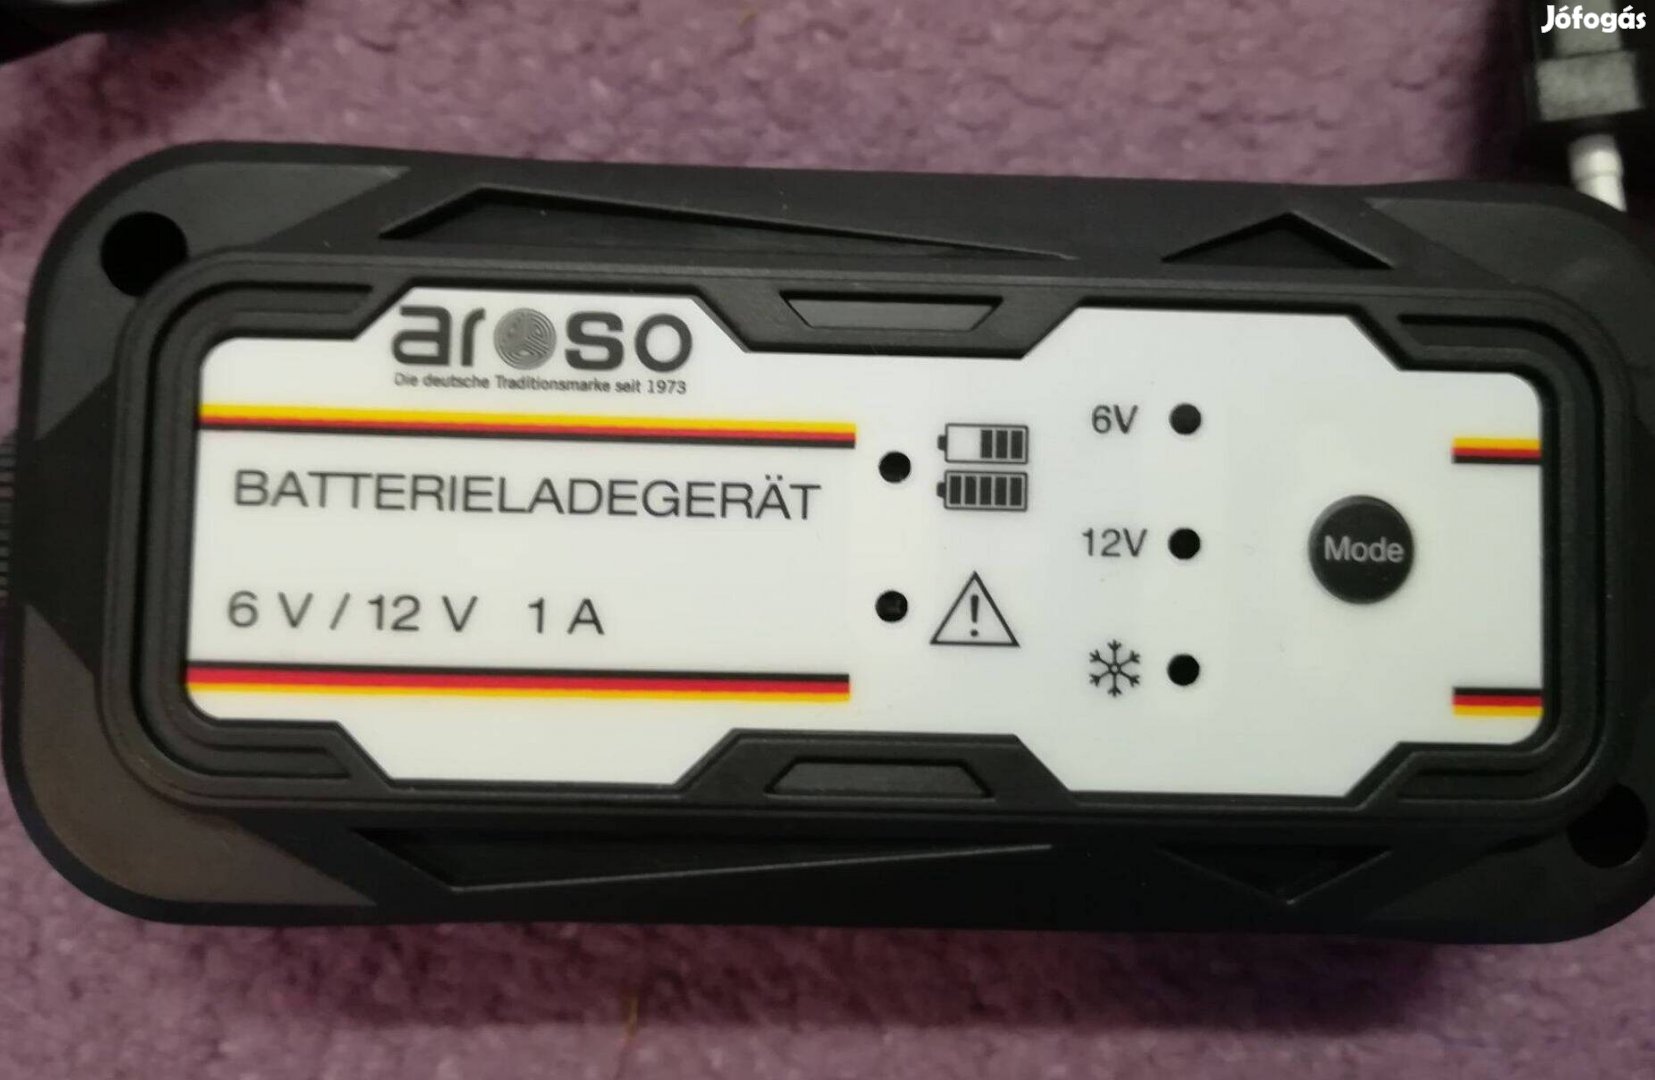 Jófogás
aroso
Die deutsche Traditionsmarke seit 1973
BATTERIELADEGERÄT
6 V / 12 V 1 A
6V
12V
Mode